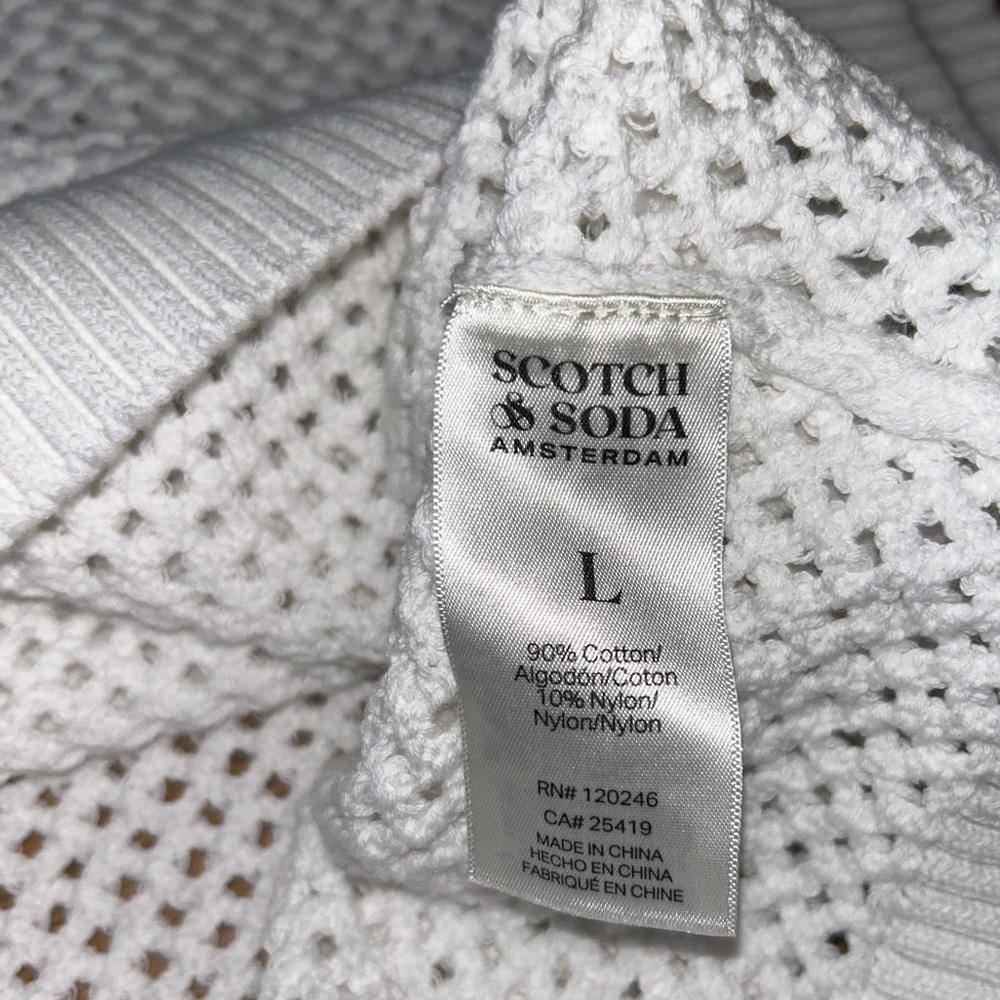 SCOTCH
& SODA
AMSTERDAM
L
90% Cotton/
Algodón/Coton
10% Nylon/
Nylon/Nylon
RN# 120246
CA# 25419
MADE IN CHINA
HECHO EN CHINA
FABRIQUÉ EN CHINE